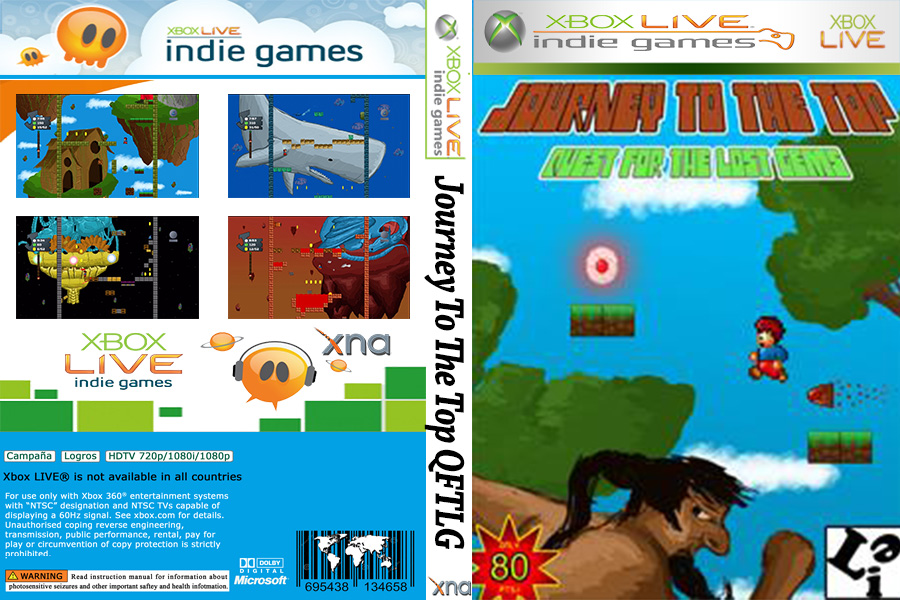 XBOX LIVE
indie games
XBOX LIVE
indie games
xna
Campaña Logros HDTV 720p/1080i/1080p
Xbox LIVE® is not available in all countries
For use only with Xbox 360® entertainment systems
with “NTSC” designation and NTSC TVs capable of
displaying a 60Hz signal. See xbox.com for details.
Unauthorised coping reverse engineering,
transmission, public performance, rental, pay for
play or circumvention of copy protection is strictly
prohibited.
WARNING Read instruction manual for information about
photosensitive seizures and other important saftey and health infotmation.
DOLBY
DIGITAL
Microsoft
695438 134658
XBOX LIVE
indie games
Journey To The Top QFTLG
xna
XBOX LIVE
indie games
XBOX
LIVE
JOURNEY TO THE TOP
QUEST FOR THE LOST GEMS
80